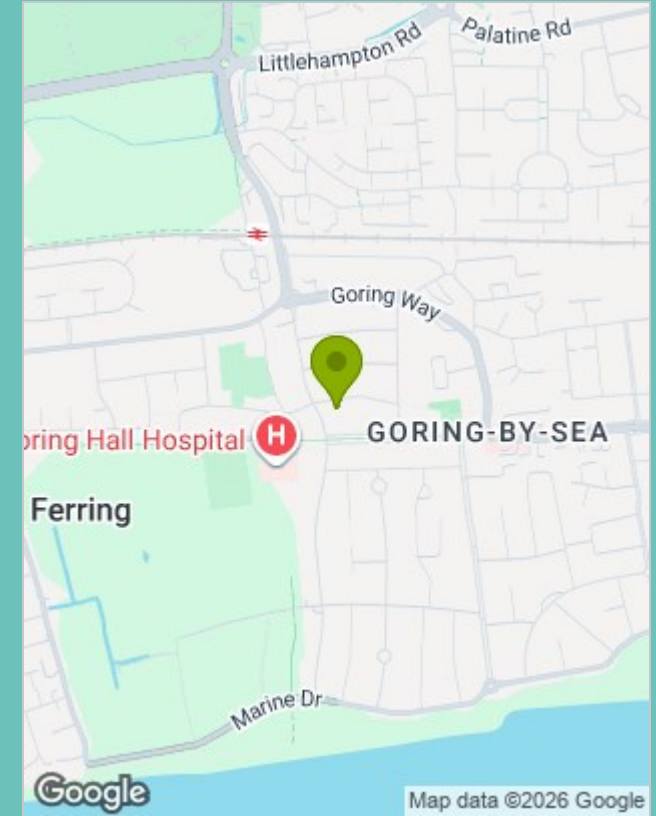 Littlehampton Rd
Palatine Rd
Goring Way
oring Hall Hospital
H
GORING-BY-SEA
Ferring
Marine Dr
Google
Map data ©2026 Google